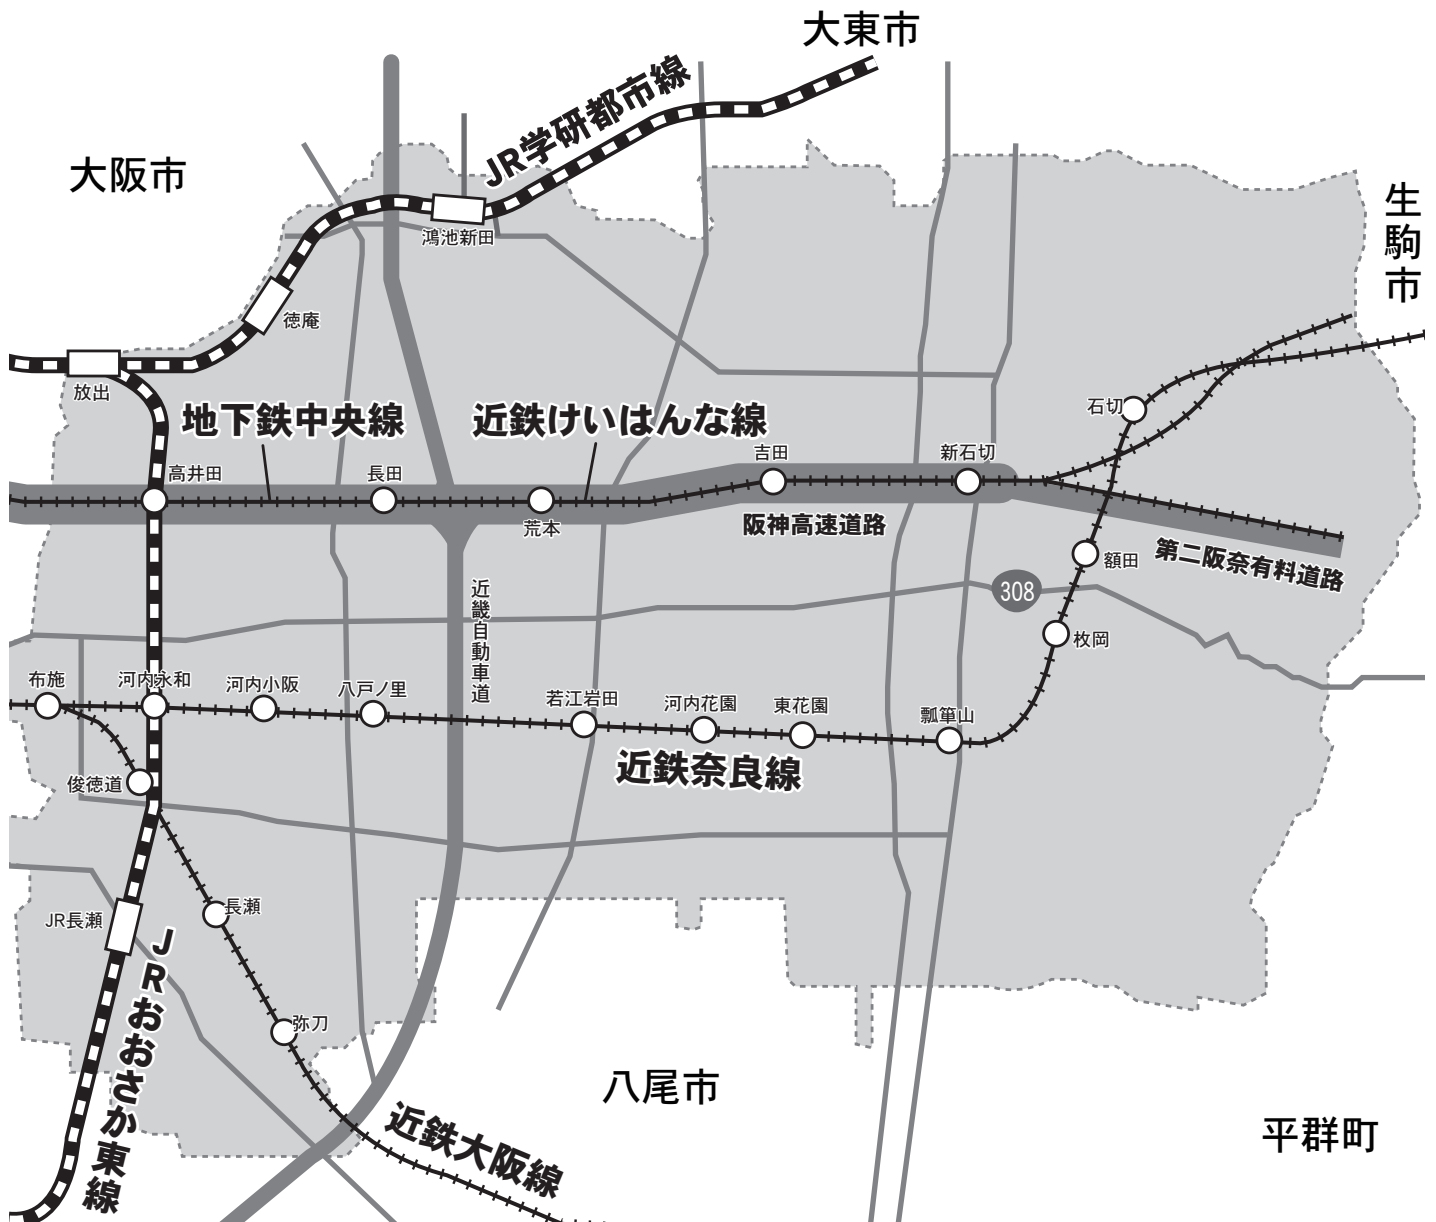 大東市
JR学研都市線
大阪市
生駒市
鴻池新田
徳庵
放出
石切
地下鉄中央線
近鉄けいはんな線
吉田
新石切
高井田
長田
荒本
阪神高速道路
第二阪奈有料道路
額田
近畿自動車道
308
枚岡
布施
河内永和
河内小阪
八戸ノ里
若江岩田
河内花園
東花園
瓢箪山
近鉄奈良線
俊徳道
JR長瀬
長瀬
JRおおさか東線
弥刀
八尾市
近鉄大阪線
平群町